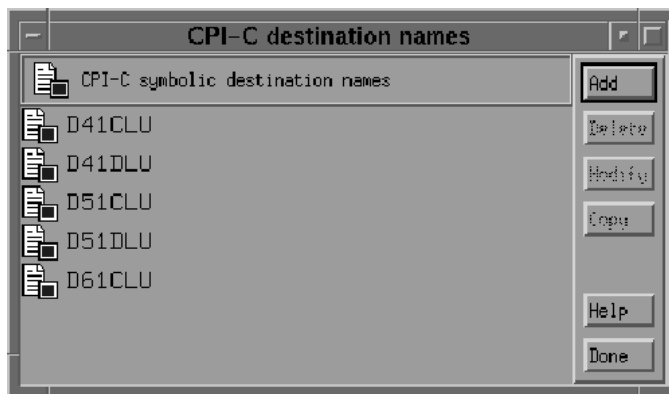 CPI-C destination names
CPI-C symbolic destination names
D41CLU
D41DLU
D51CLU
D51DLU
D61CLU
Add
Delete
Modify
Copy
Help
Done